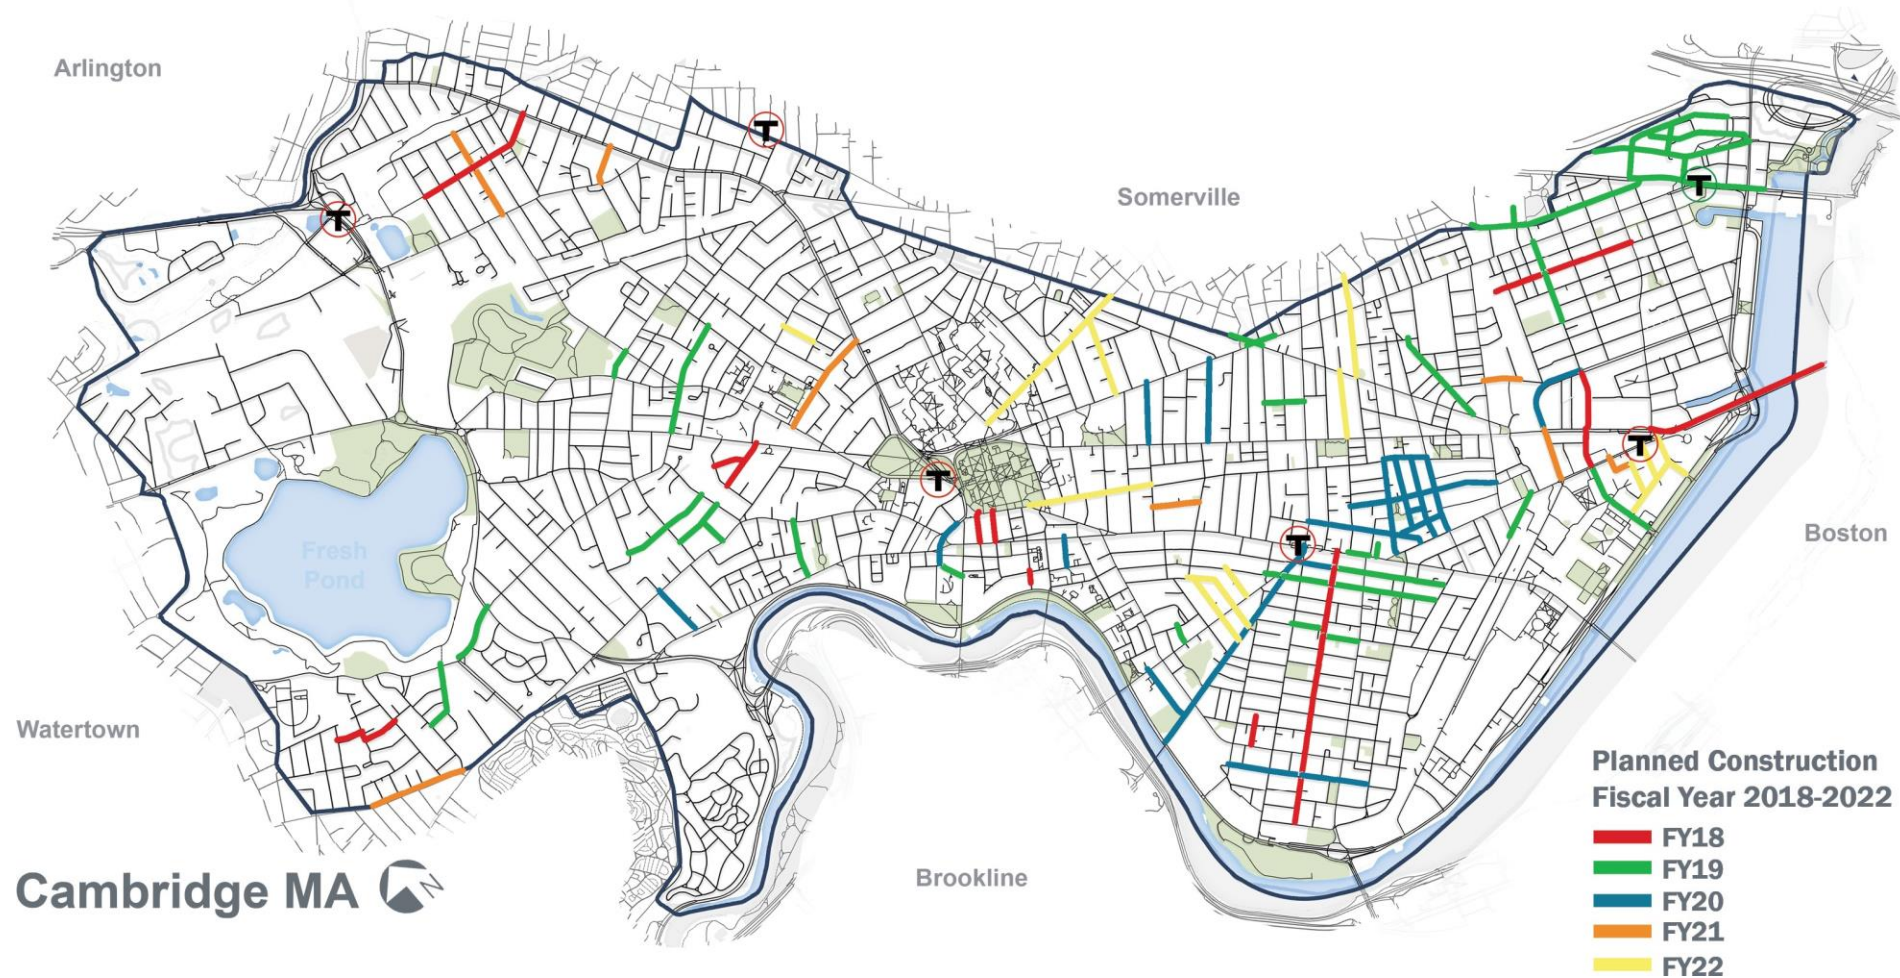 Arlington
Somerville
T
T
T
T
T
T
Fresh
Pond
Boston
Watertown
Brookline
Cambridge MA N
Planned Construction
Fiscal Year 2018-2022
FY18
FY19
FY20
FY21
FY22